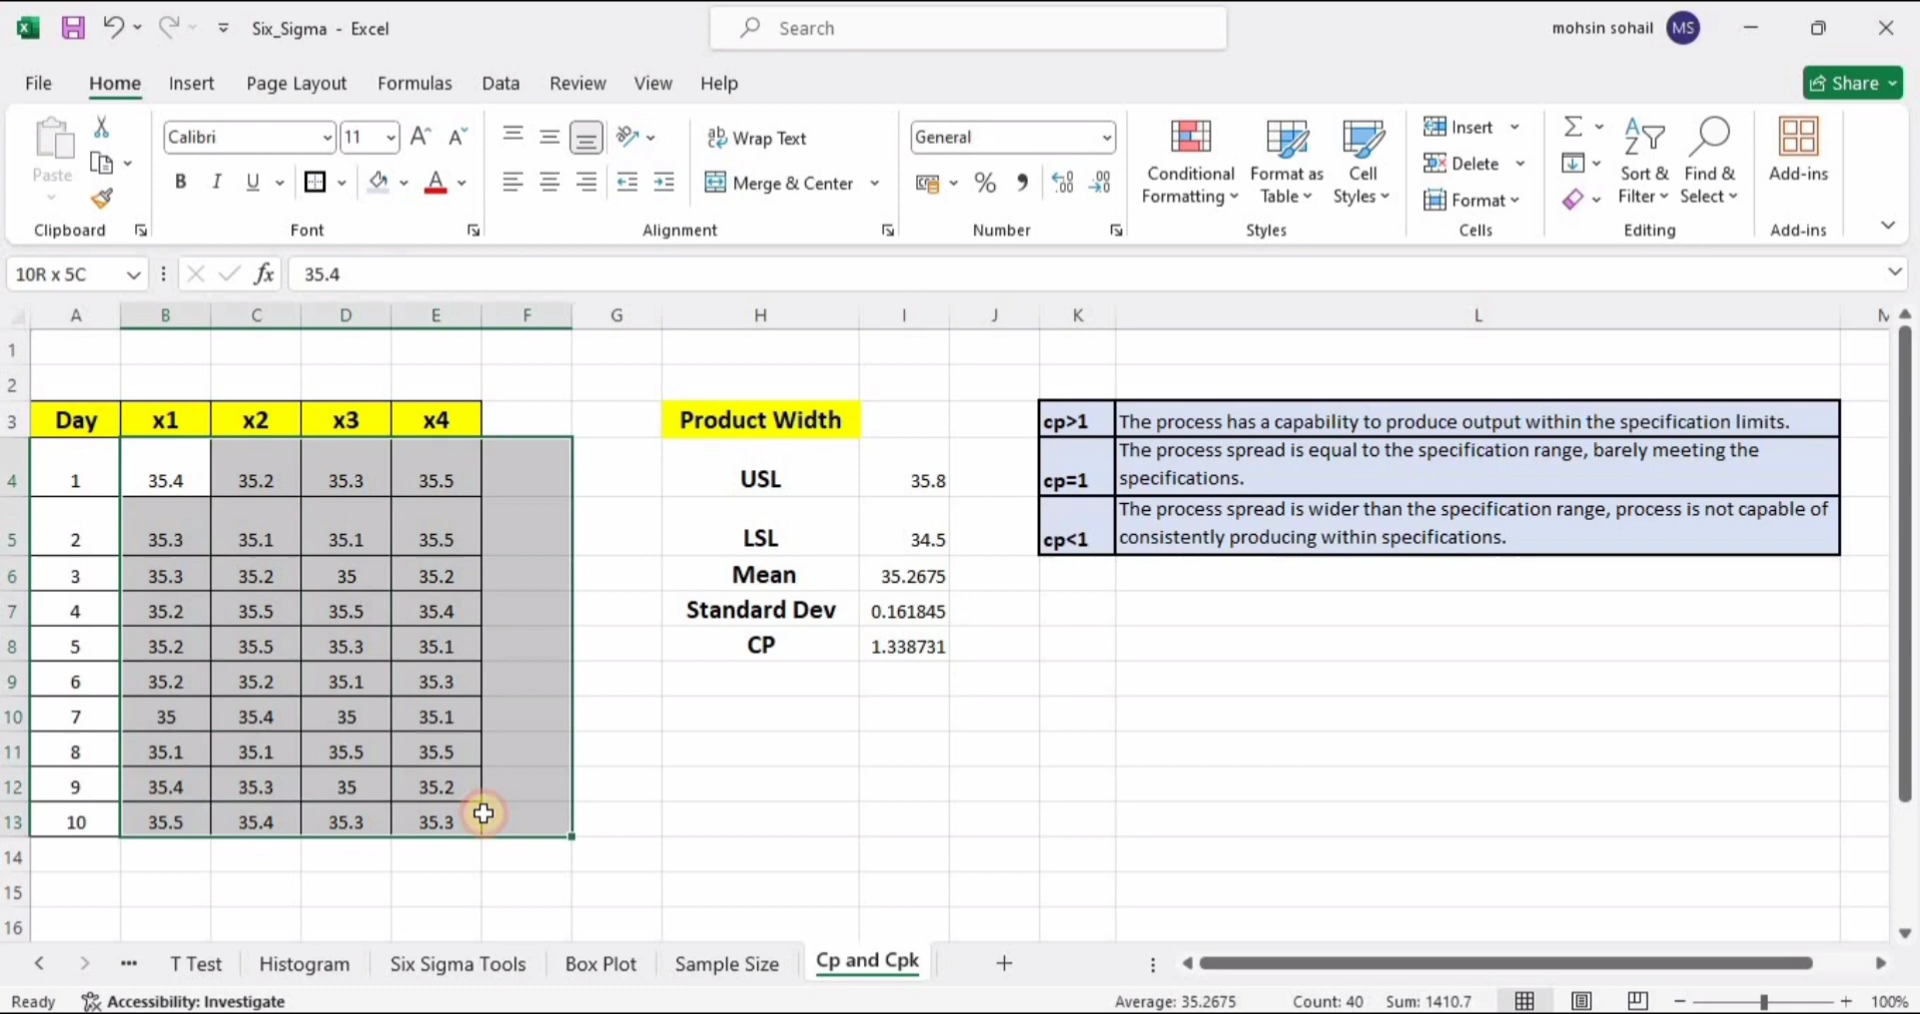 Six_Sigma - Excel
Search
mohsin sohail MS
File Home Insert Page Layout Formulas Data Review View Help
Share
Paste
Clipboard
Calibri 11
B I U A
Font
ab Wrap Text
Merge & Center
Alignment
General
%
Number
Conditional Formatting
Format as Table
Cell Styles
Styles
Insert
Delete
Format
Cells
Sort & Filter
Find & Select
Editing
Add-ins
Add-ins
10R x 5C fx 35.4
A B C D E F G H I J K L
1
2
3 Day x1 x2 x3 x4 Product Width cp>1 The process has a capability to produce output within the specification limits.
4 1 35.4 35.2 35.3 35.5 USL 35.8 cp=1 The process spread is equal to the specification range, barely meeting the
specifications.
5 2 35.3 35.1 35.1 35.5 LSL 34.5 cp<1 The process spread is wider than the specification range, process is not capable of
consistently producing within specifications.
6 3 35.3 35.2 35 35.2 Mean 35.2675
7 4 35.2 35.5 35.5 35.4 Standard Dev 0.161845
8 5 35.2 35.5 35.3 35.1 CP 1.338731
9 6 35.2 35.2 35.1 35.3
10 7 35 35.4 35 35.1
11 8 35.1 35.1 35.5 35.5
12 9 35.4 35.3 35 35.2
13 10 35.5 35.4 35.3 35.3
14
15
16
... T Test Histogram Six Sigma Tools Box Plot Sample Size Cp and Cpk +
Ready Accessibility: Investigate Average: 35.2675 Count: 40 Sum: 1410.7 − + 100%